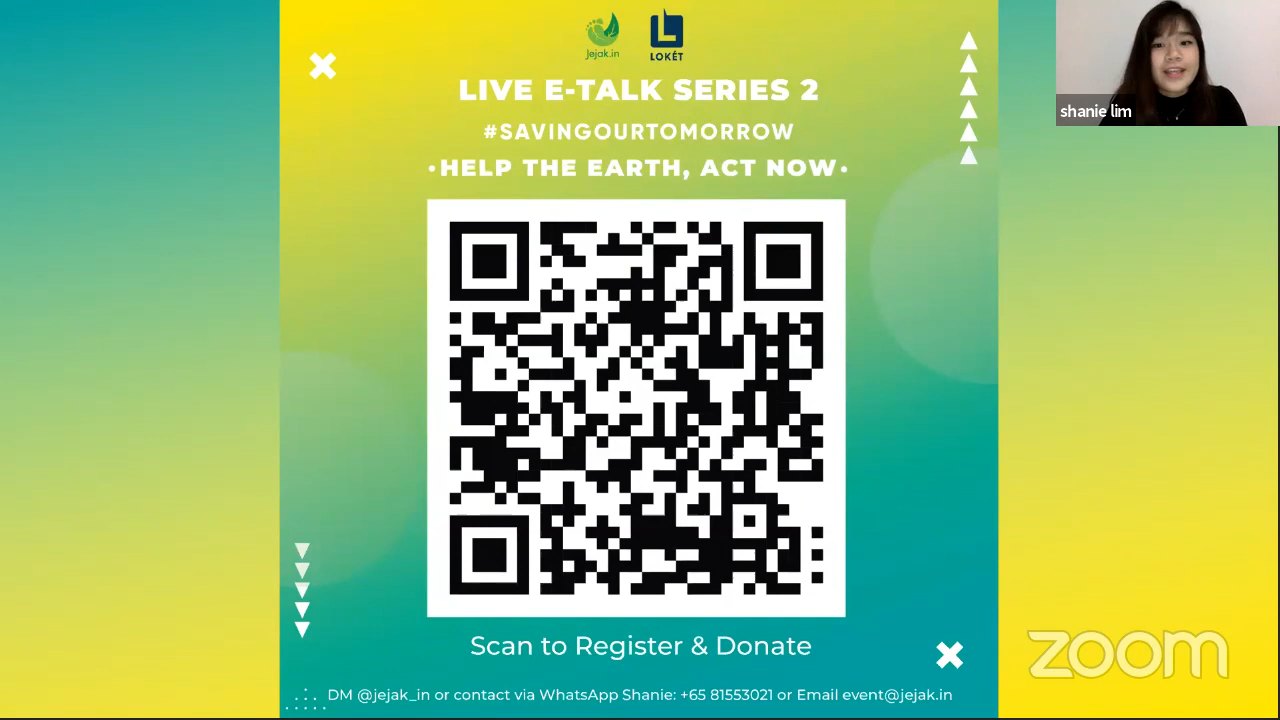 Jejak.in
LOKÉT
LIVE E-TALK SERIES 2
#SAVINGOURTOMORROW
•HELP THE EARTH, ACT NOW•
Scan to Register & Donate
DM @jejak_in or contact via WhatsApp Shanie: +65 81553021 or Email event@jejak.in
shanie lim
zoom